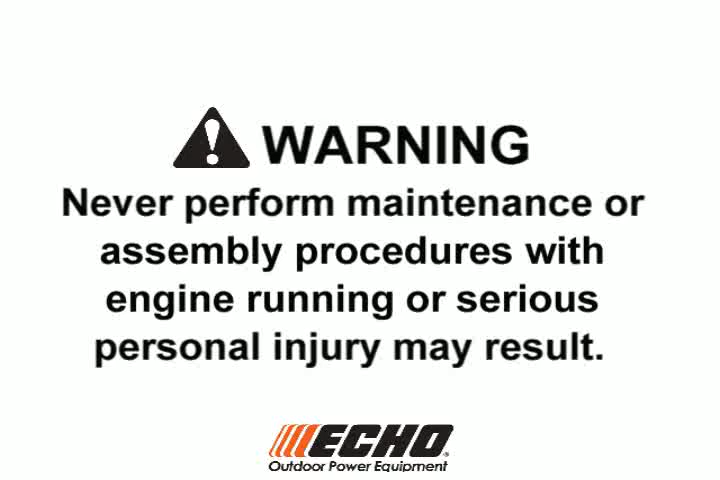 WARNING
Never perform maintenance or
assembly procedures with
engine running or serious
personal injury may result.
ECHO®
Outdoor Power Equipment